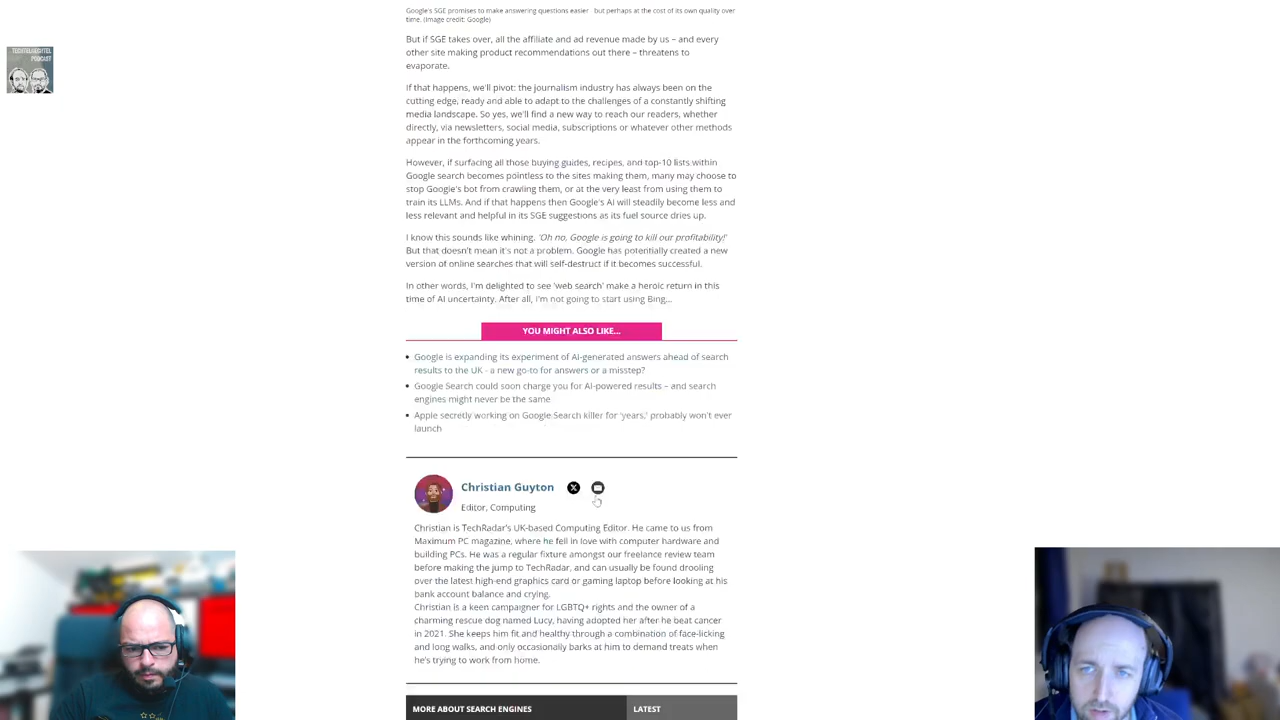 Google's SGE promises to make answering questions easier but perhaps at the cost of its own quality over
time. (Image credit: Google)
TECHTELSECRTEL
PODCAST
But if SGE takes over, all the affiliate and ad revenue made by us – and every
other site making product recommendations out there – threatens to
evaporate.
If that happens, we'll pivot: the journalism industry has always been on the
cutting edge, ready and able to adapt to the challenges of a constantly shifting
media landscape. So yes, we'll find a new way to reach our readers, whether
directly, via newsletters, social media, subscriptions or whatever other methods
appear in the forthcoming years.
However, if surfacing all those buying guides, recipes, and top-10 lists within
Google search becomes pointless to the sites making them, many may choose to
stop Google's bot from crawling them, or at the very least from using them to
train its LLMs. And if that happens then Google's AI will steadily become less and
less relevant and helpful in its SGE suggestions as its fuel source dries up.
I know this sounds like whining. 'Oh no, Google is going to kill our profitability!'
But that doesn't mean it's not a problem. Google has potentially created a new
version of online searches that will self-destruct if it becomes successful.
In other words, I'm delighted to see 'web search' make a heroic return in this
time of AI uncertainty. After all, I'm not going to start using Bing...
YOU MIGHT ALSO LIKE...
Google is expanding its experiment of AI-generated answers ahead of search
results to the UK - a new go-to for answers or a misstep?
Google Search could soon charge you for AI-powered results – and search
engines might never be the same
Apple secretly working on Google Search killer for 'years,' probably won't ever
launch
Christian Guyton
Editor, Computing
Christian is TechRadar's UK-based Computing Editor. He came to us from
Maximum PC magazine, where he fell in love with computer hardware and
building PCs. He was a regular fixture amongst our freelance review team
before making the jump to TechRadar, and can usually be found drooling
over the latest high-end graphics card or gaming laptop before looking at his
bank account balance and crying.
Christian is a keen campaigner for LGBTQ+ rights and the owner of a
charming rescue dog named Lucy, having adopted her after he beat cancer
in 2021. She keeps him fit and healthy through a combination of face-licking
and long walks, and only occasionally barks at him to demand treats when
he's trying to work from home.
MORE ABOUT SEARCH ENGINES
LATEST